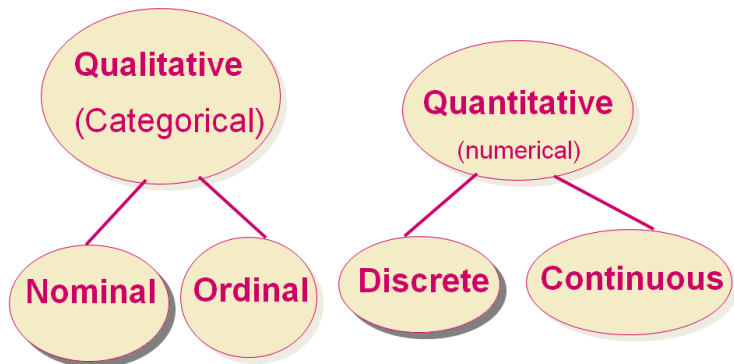 Qualitative
(Categorical)
Quantitative
(numerical)
Nominal
Ordinal
Discrete
Continuous